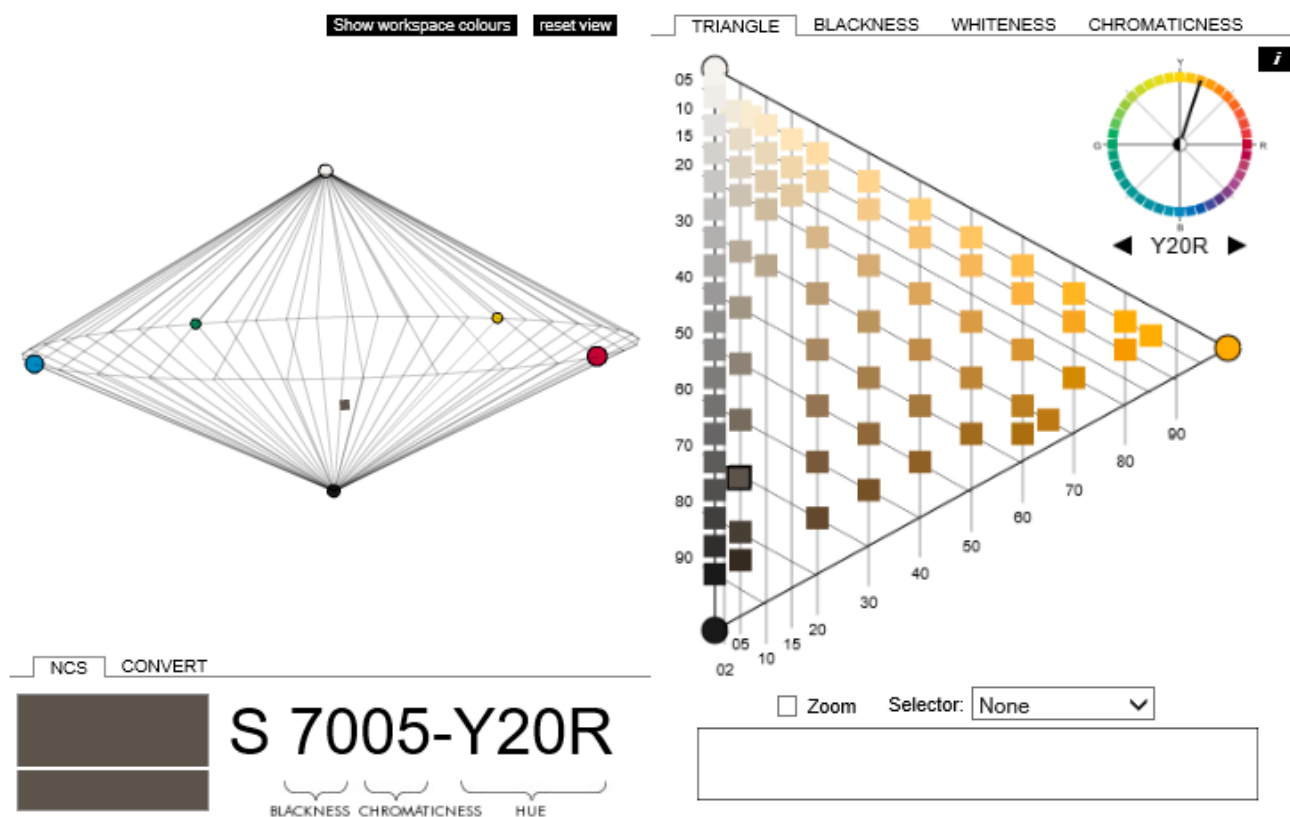 Show workspace colours
reset view
TRIANGLE
BLACKNESS
WHITENESS
CHROMATICNESS
i
Y
G
R
B
Y20R
05
10
15
20
30
40
50
60
70
80
90
02
05
10
15
20
30
40
50
60
70
80
90
NCS
CONVERT
S 7005-Y20R
BLACKNESS
CHROMATICNESS
HUE
Zoom
Selector:
None